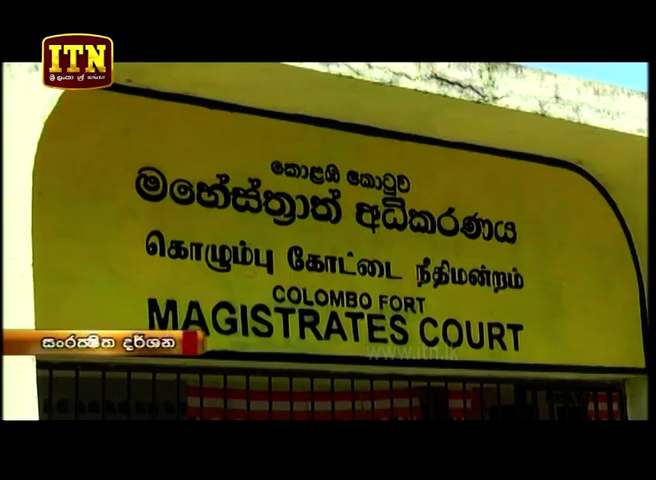 ITN
ශ්‍රී ලංකා
කොළඹ කොටුව
මහේස්ත්‍රාත් අධිකරණය
கொழும்பு கோட்டை நீதிமன்றம்
COLOMBO FORT
MAGISTRATES COURT
සංරක්ෂිත දර්ශන
www.itn.lk